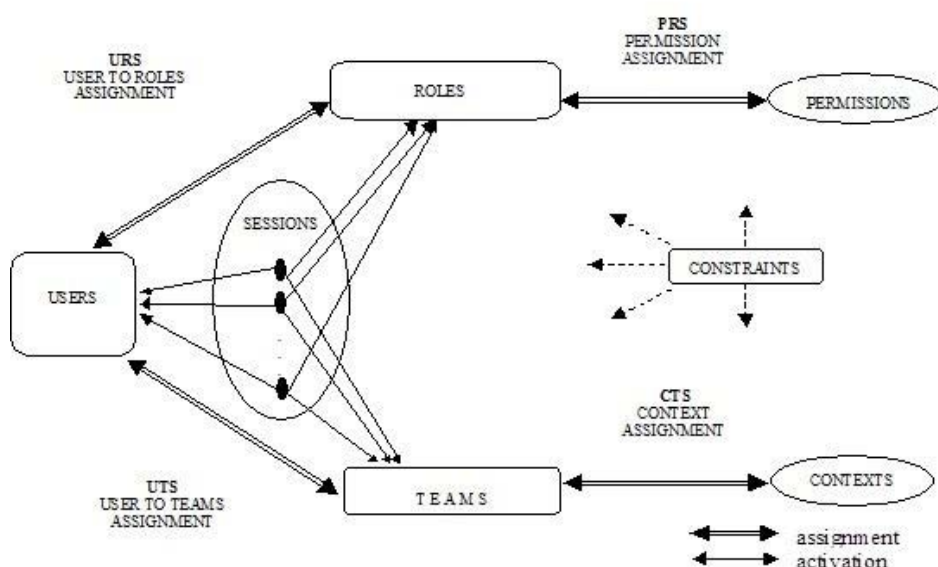 PRS
PERMISSION
ASSIGNMENT
URS
USER TO ROLES
ASSIGNMENT
ROLES
PERMISSIONS
SESSIONS
CONSTRAINTS
USERS
CTS
CONTEXT
ASSIGNMENT
UTS
USER TO TEAMS
ASSIGNMENT
TEAMS
CONTEXTS
assignment
activation